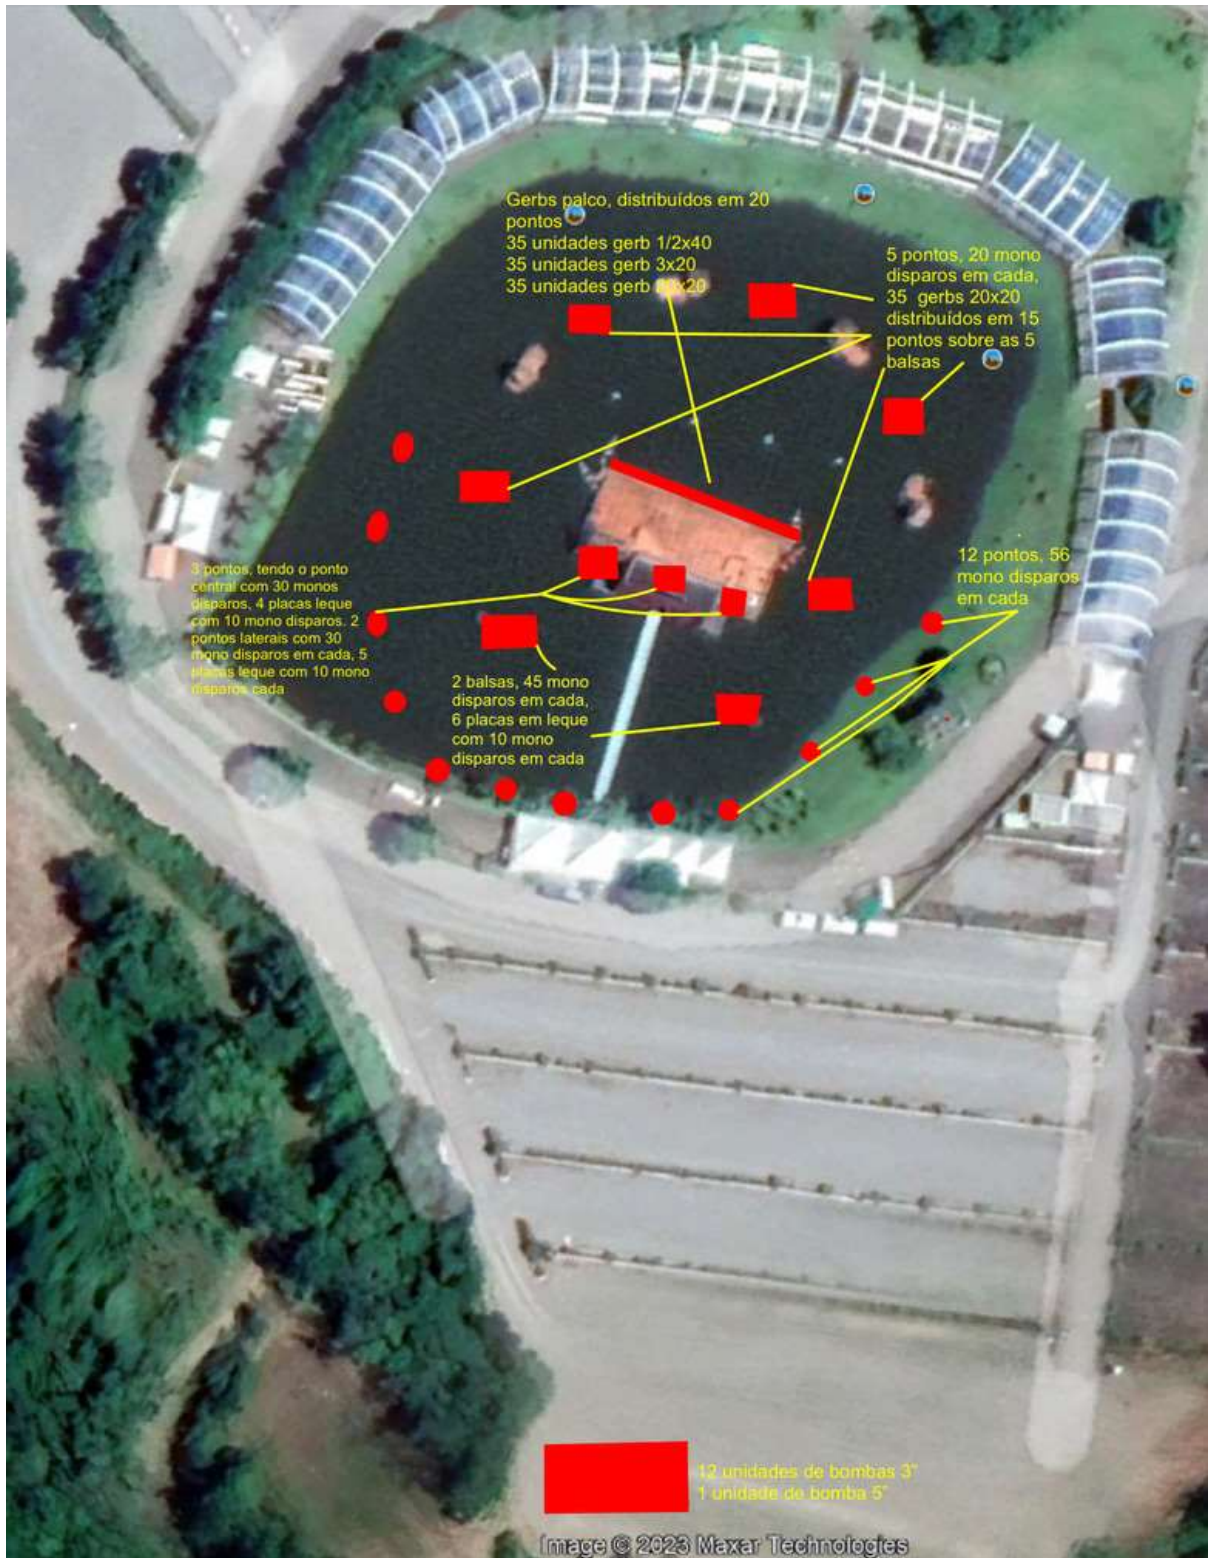 Gerbs palco, distribuídos em 20
pontos
35 unidades gerb 1/2x40
35 unidades gerb 3x20
35 unidades gerb
5 pontos, 20 mono
disparos em cada,
35 gerbs 20x20
distribuídos em 15
pontos sobre as 5
balsas
12 pontos, 56
mono disparos
em cada
3 pontos, tendo o ponto
central com 30 monos
disparos, 4 placas leque
com 10 mono disparos. 2
pontos laterais com 30
mono disparos em cada, 5
placas leque com 10 mono
disparos cada
2 balsas, 45 mono
disparos em cada,
6 placas em leque
com 10 mono
disparos em cada
12 unidades de bombas 3"
1 unidade de bomba 5"
Image © 2023 Maxar Technologies